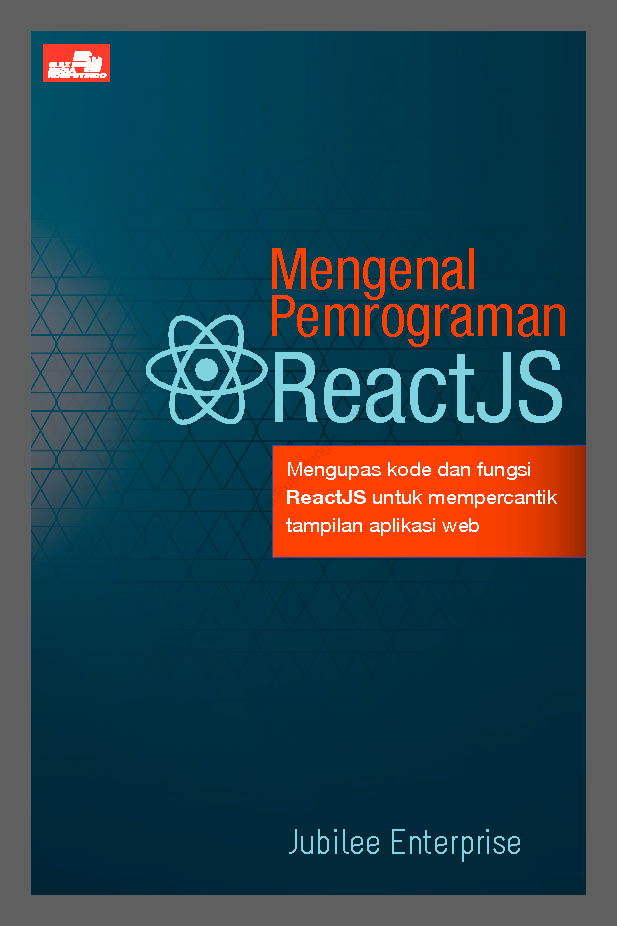 Mengenal
Pemrograman
ReactJS
Mengupas kode dan fungsi
ReactJS untuk mempercantik
tampilan aplikasi web
Jubilee Enterprise